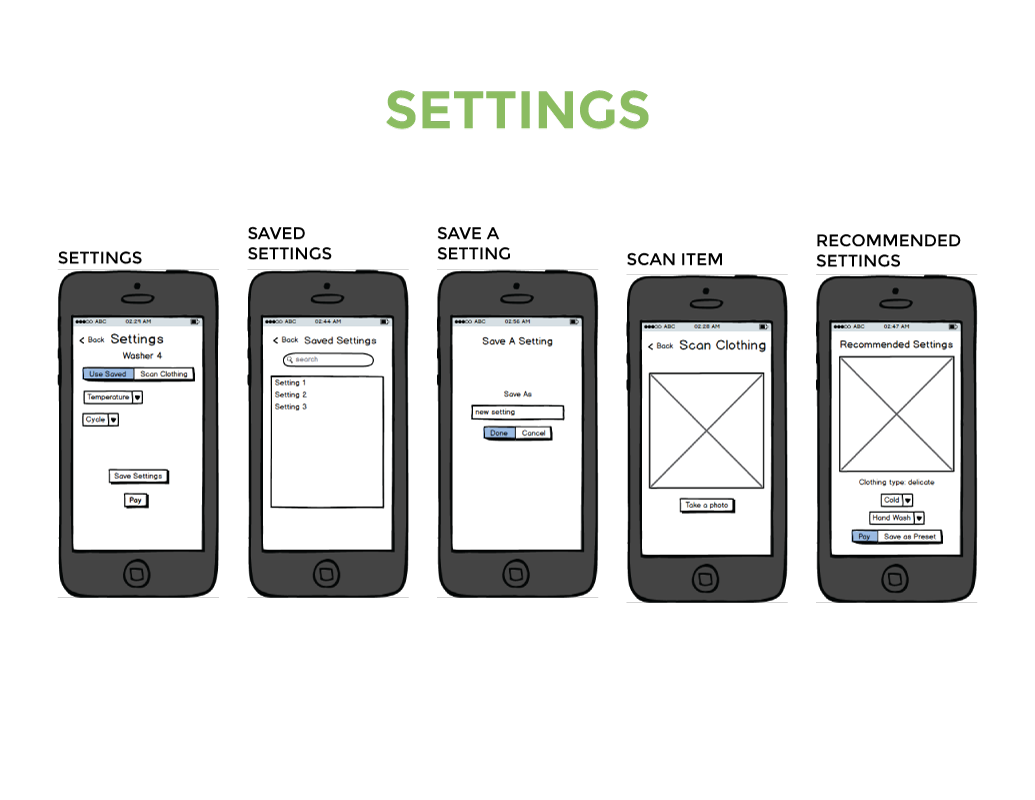 SETTINGS
SETTINGS
●●●○○ ABC 02:29 AM
Back Settings
Washer 4
Use Saved Scan Clothing
Temperature
Cycle
Save Settings
Pay
SAVED
SETTINGS
●●●○○ ABC 02:44 AM
Back Saved Settings
search
Setting 1
Setting 2
Setting 3
SAVE A
SETTING
●●●○○ ABC 02:56 AM
Save A Setting
Save As
new setting
Done Cancel
SCAN ITEM
●●●○○ ABC 02:28 AM
Back Scan Clothing
Take a photo
RECOMMENDED
SETTINGS
●●●○○ ABC 02:47 AM
Recommended Settings
Clothing type: delicate
Cold
Hand Wash
Pay Save as Preset